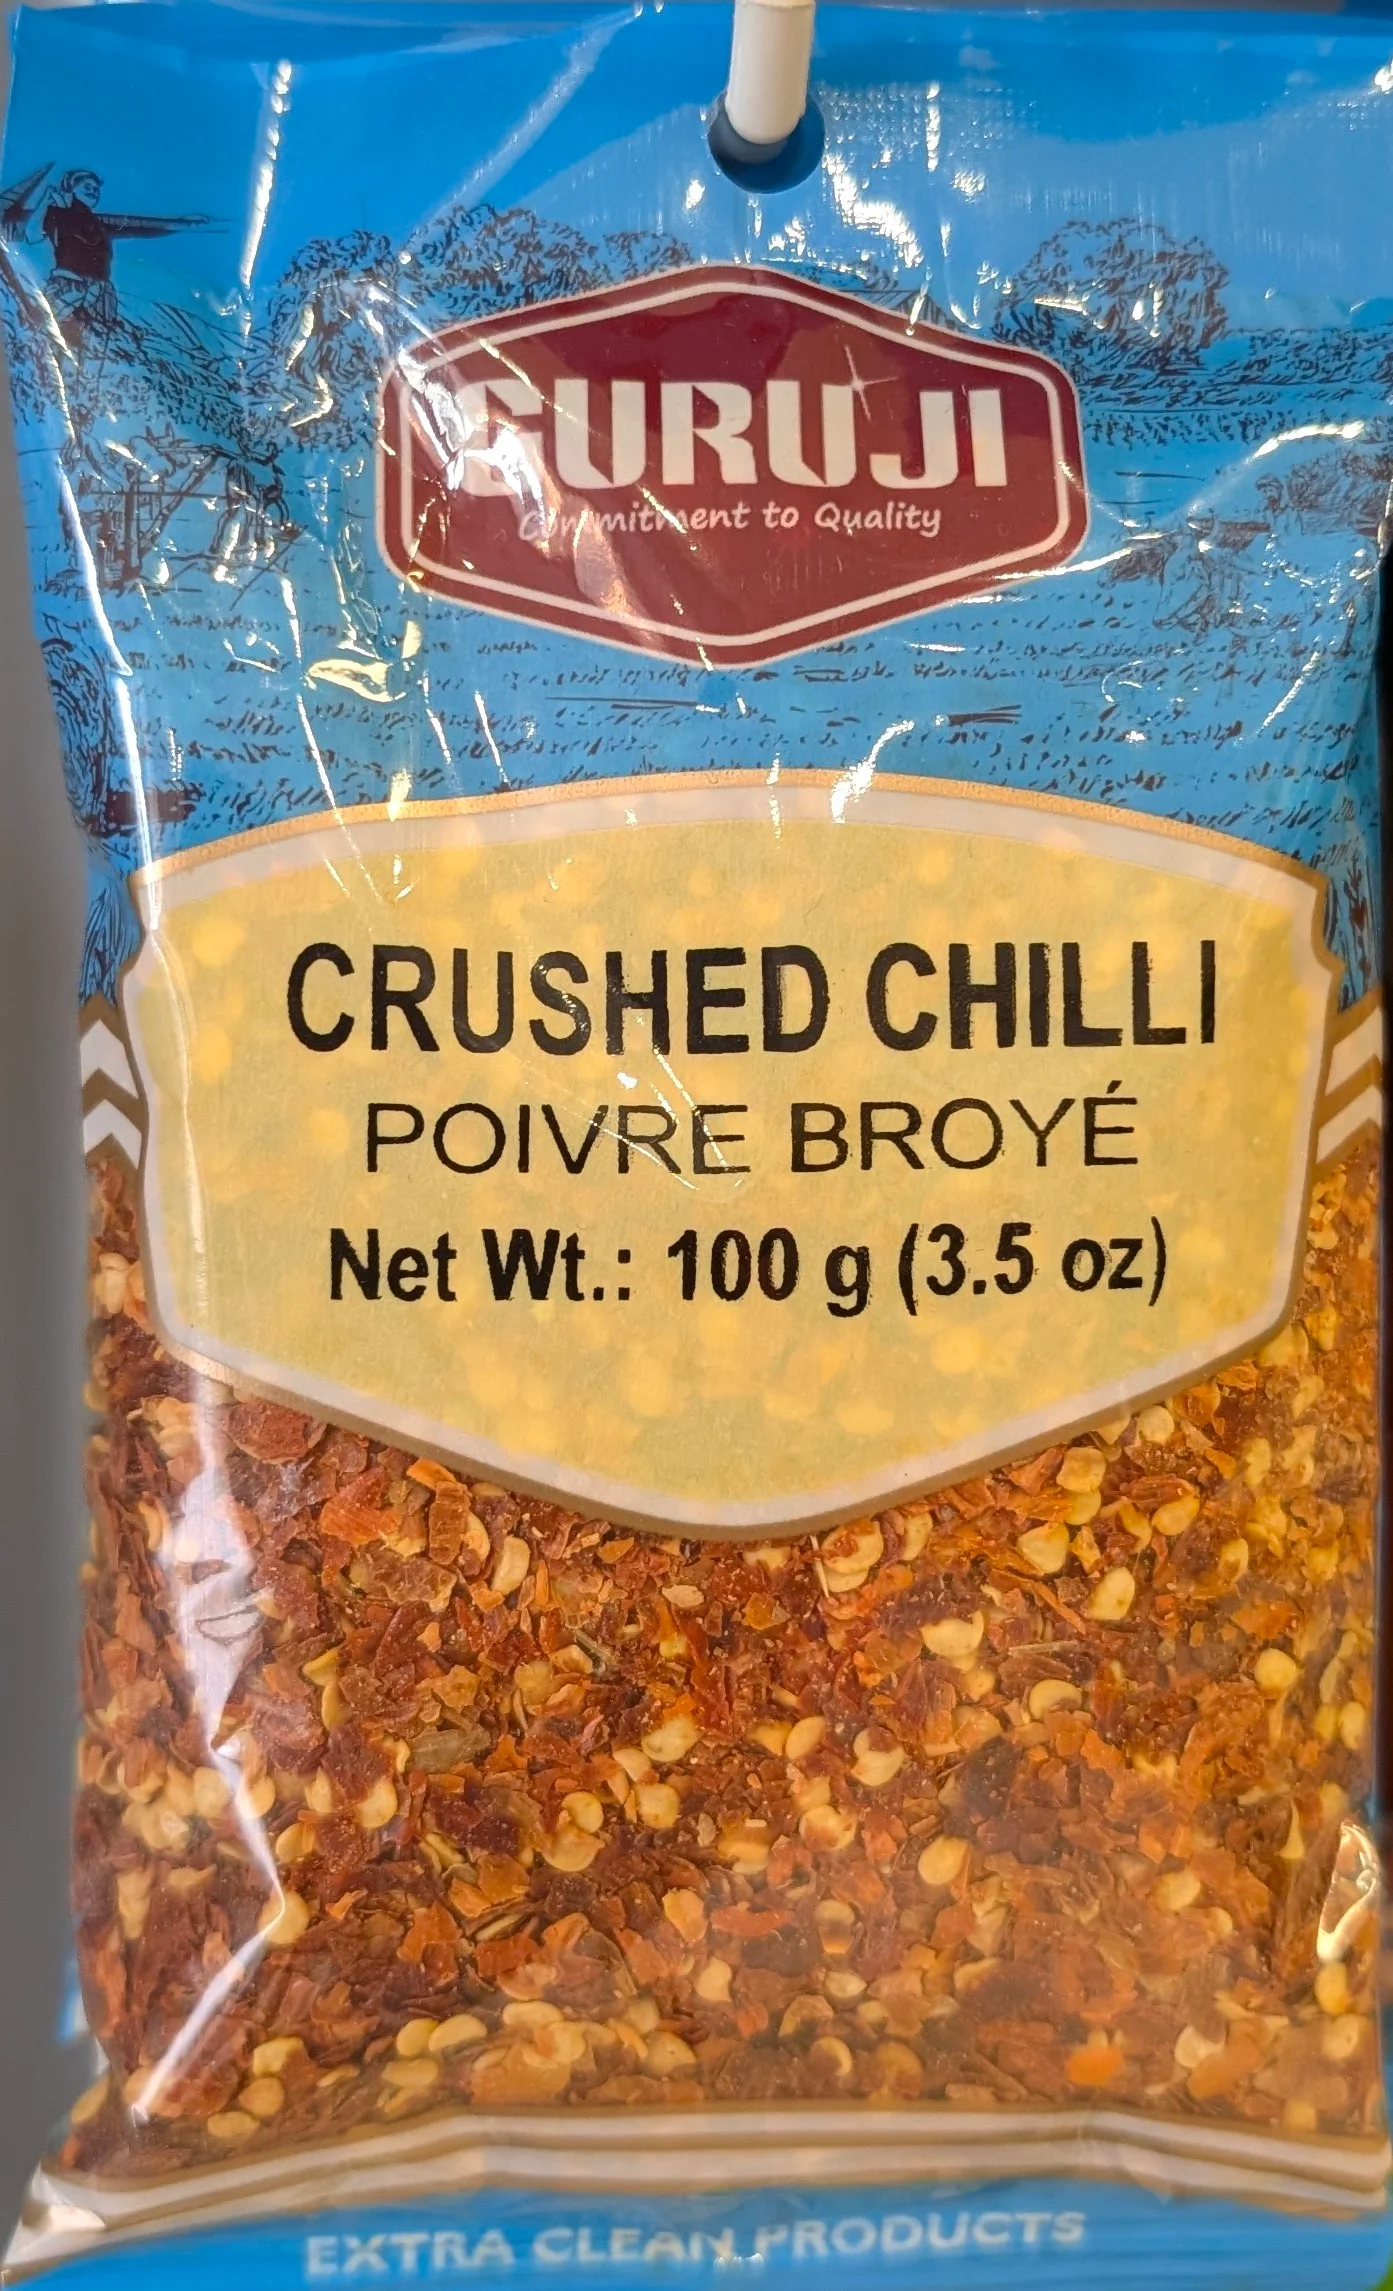 GURUJI
Commitment to Quality
CRUSHED CHILLI
POIVRE BROYÉ
Net Wt.: 100 g (3.5 oz)
EXTRA CLEAN PRODUCTS